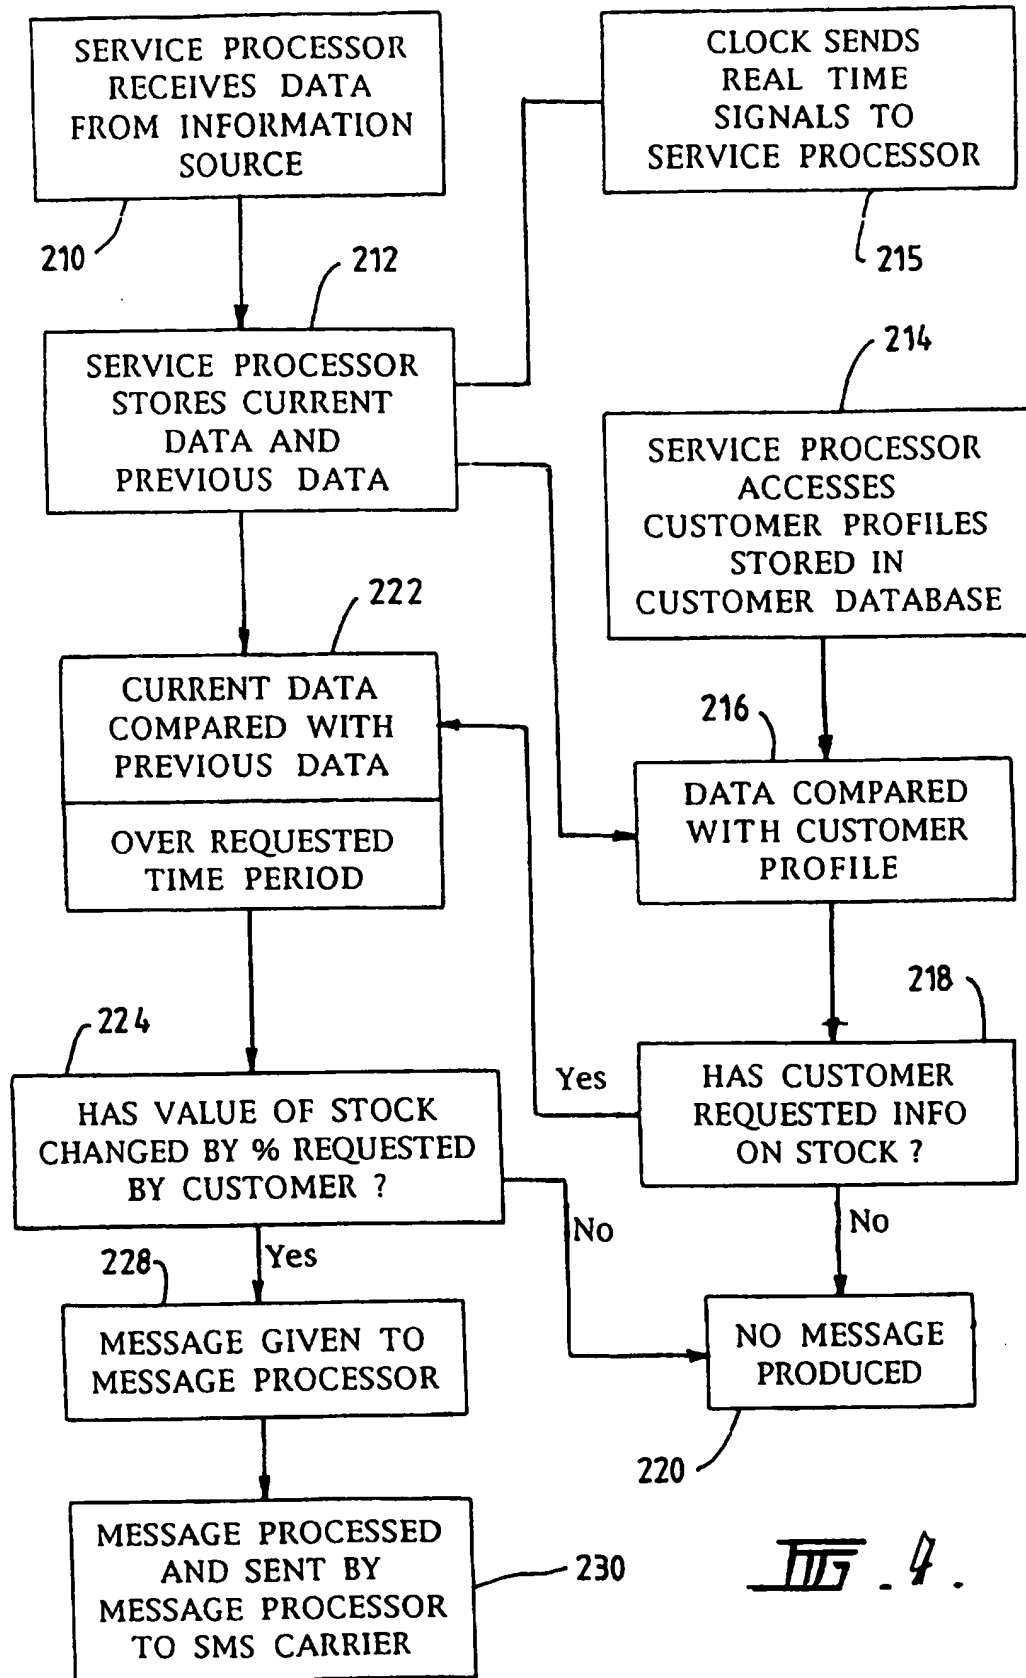 SERVICE PROCESSOR
RECEIVES DATA
FROM INFORMATION
SOURCE
210
CLOCK SENDS
REAL TIME
SIGNALS TO
SERVICE PROCESSOR
215
212
SERVICE PROCESSOR
STORES CURRENT
DATA AND
PREVIOUS DATA
214
SERVICE PROCESSOR
ACCESSES
CUSTOMER PROFILES
STORED IN
CUSTOMER DATABASE
222
CURRENT DATA
COMPARED WITH
PREVIOUS DATA
OVER REQUESTED
TIME PERIOD
216
DATA COMPARED
WITH CUSTOMER
PROFILE
218
HAS CUSTOMER
REQUESTED INFO
ON STOCK ?
Yes
No
224
HAS VALUE OF STOCK
CHANGED BY % REQUESTED
BY CUSTOMER ?
No
Yes
228
MESSAGE GIVEN TO
MESSAGE PROCESSOR
NO MESSAGE
PRODUCED
220
MESSAGE PROCESSED
AND SENT BY
MESSAGE PROCESSOR
TO SMS CARRIER
230
FIG. 4.